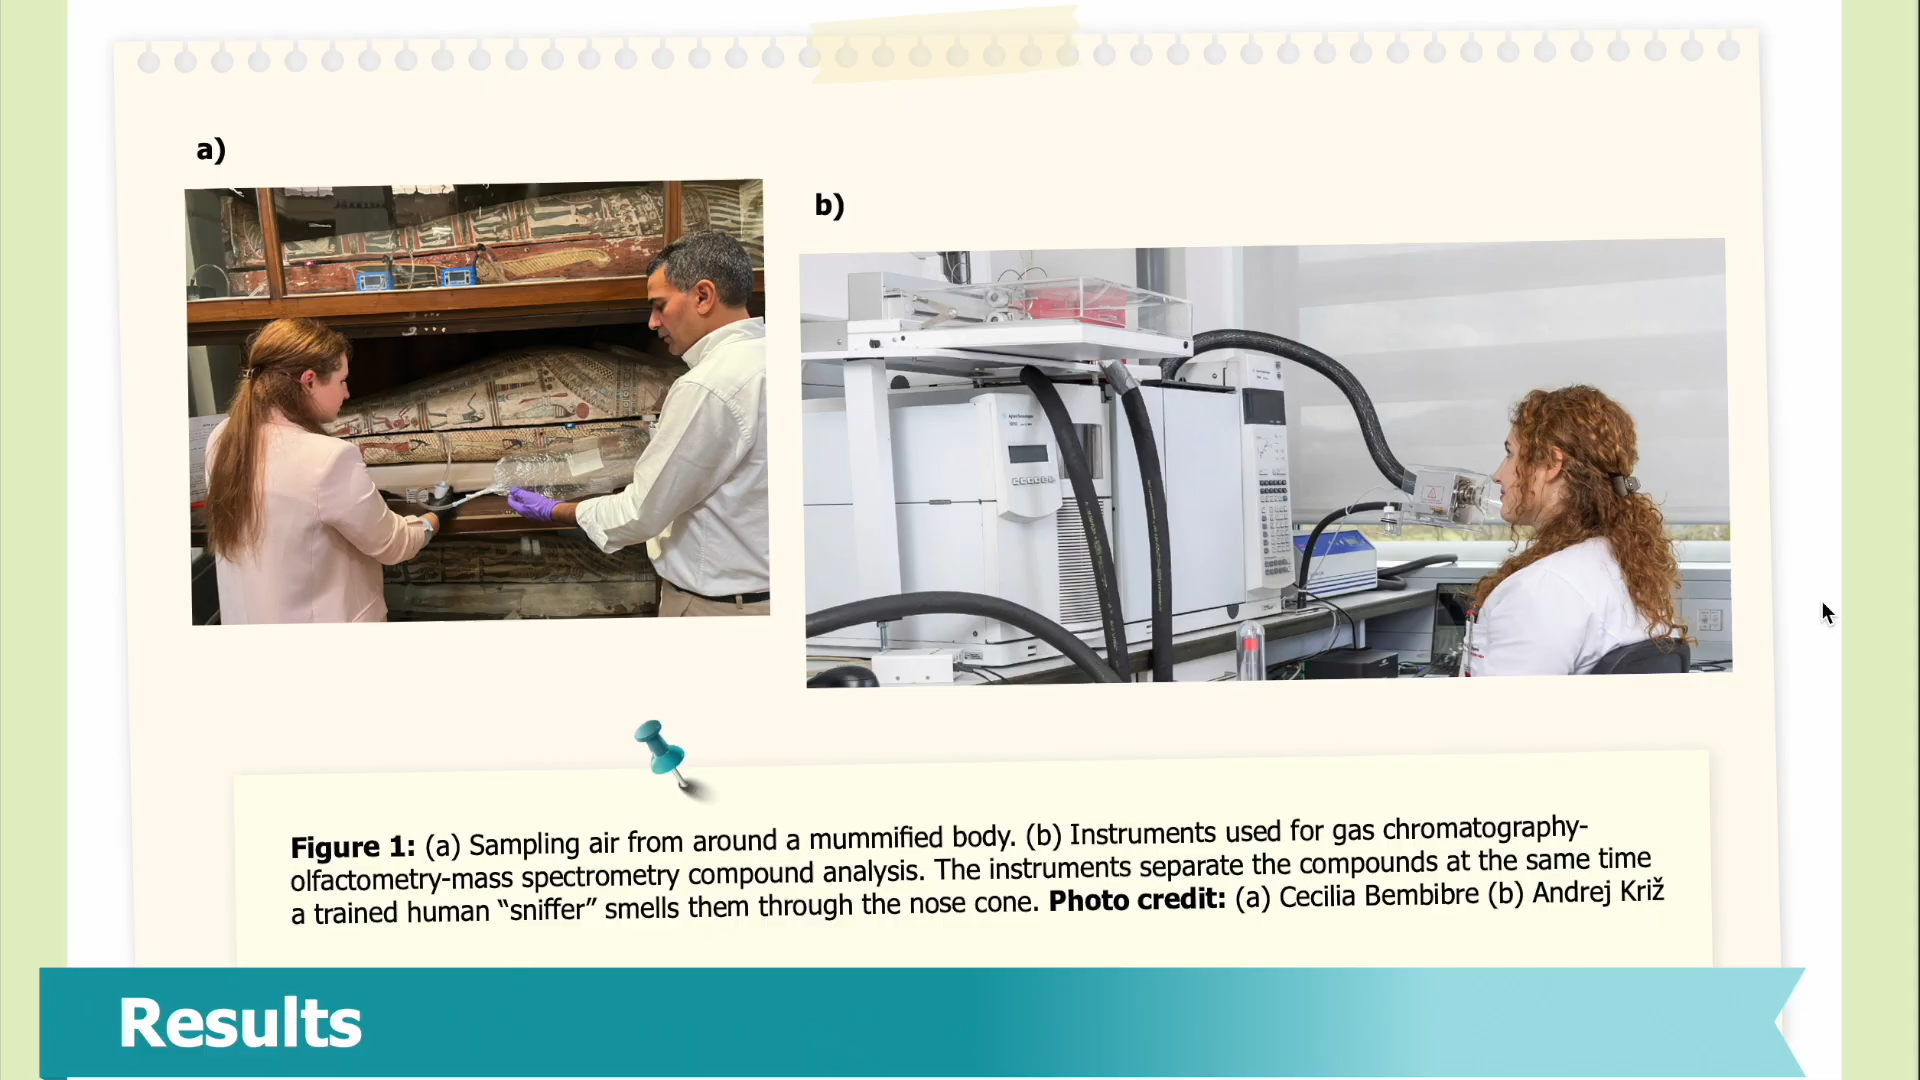 a)
b)
Figure 1: (a) Sampling air from around a mummified body. (b) Instruments used for gas chromatography-
olfactometry-mass spectrometry compound analysis. The instruments separate the compounds at the same time
a trained human “sniffer” smells them through the nose cone. Photo credit: (a) Cecilia Bembibre (b) Andrej Križ
Results